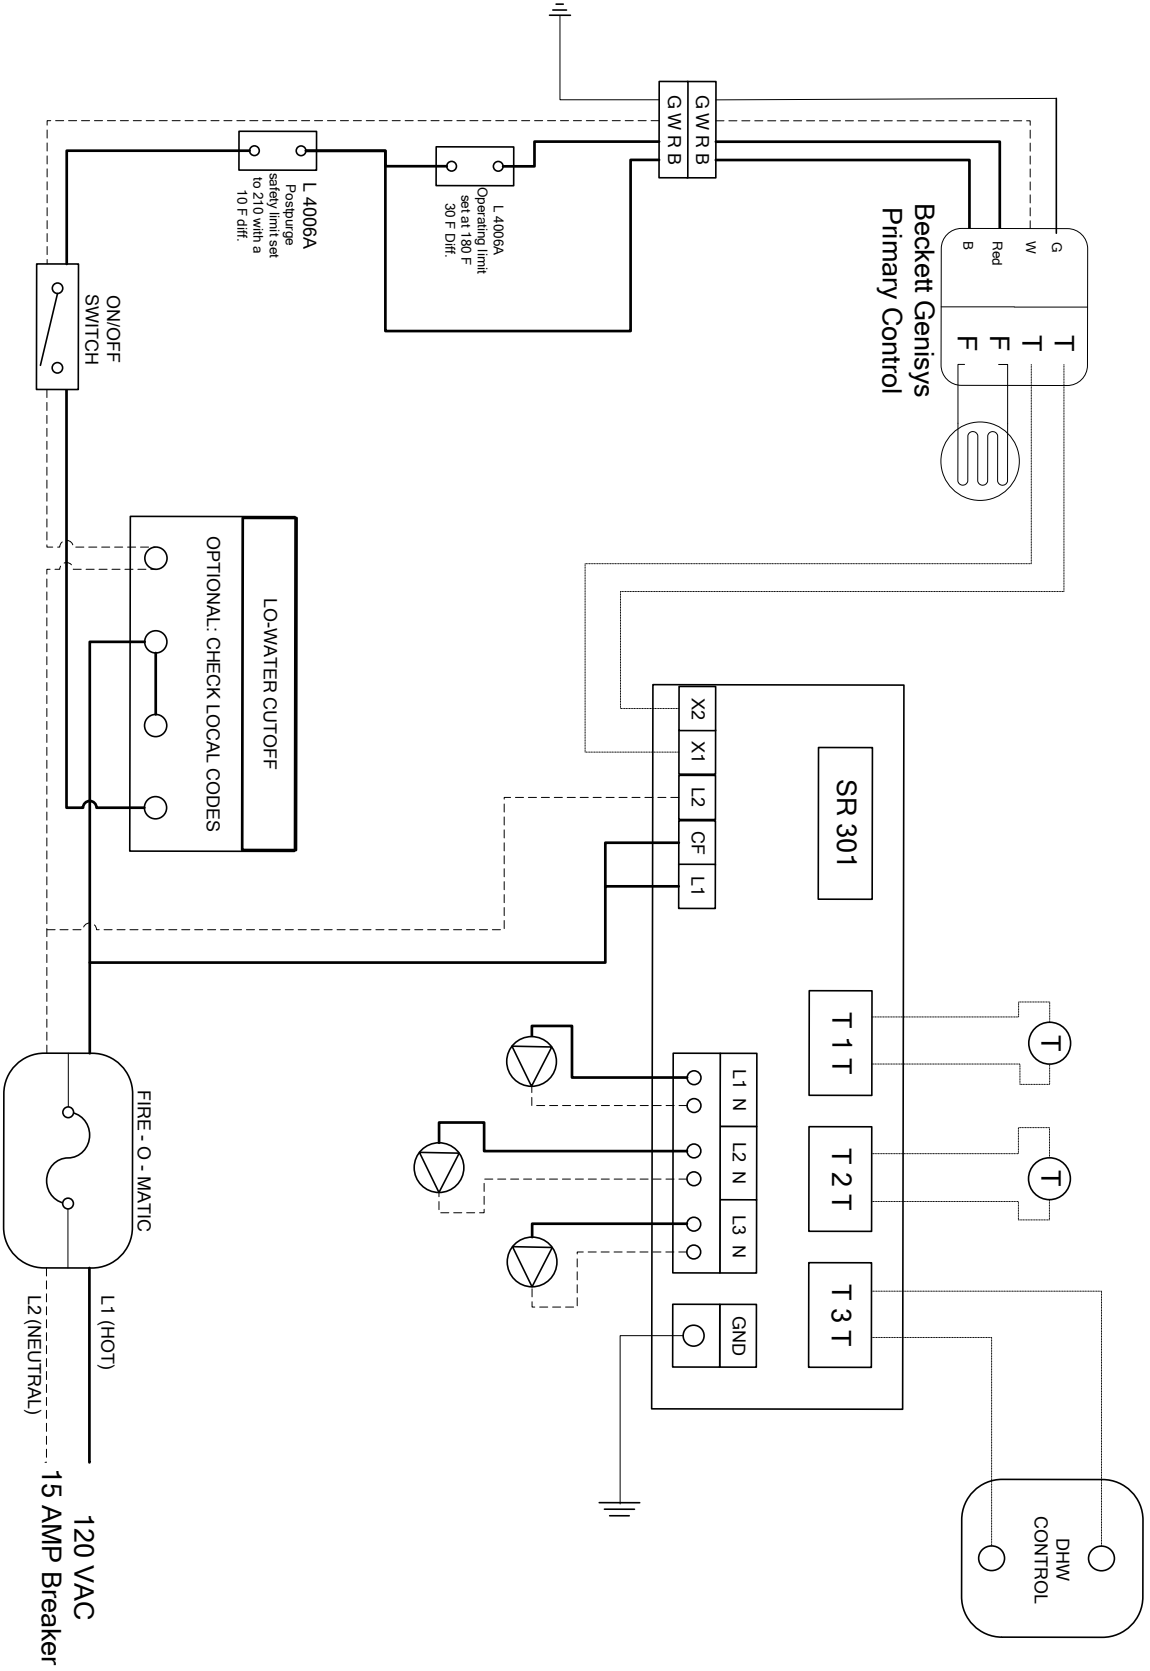 Beckett Genisys
Primary Control
G
W
Red
B
T
T
F
F
G W R B
G W R B
L 4006A
Operating limit
set at 180 F
30 F Diff.
L 4006A
Postpurge
safety limit set
to 210 with a
10 F diff.
ON/OFF
SWITCH
LO-WATER CUTOFF
OPTIONAL: CHECK LOCAL CODES
SR 301
X2
X1
L2
CF
L1
T 1 T
T 2 T
T 3 T
T
T
L1 N
L2 N
L3 N
GND
DHW
CONTROL
FIRE - O - MATIC
L1 (HOT)
L2 (NEUTRAL)
120 VAC
15 AMP Breaker